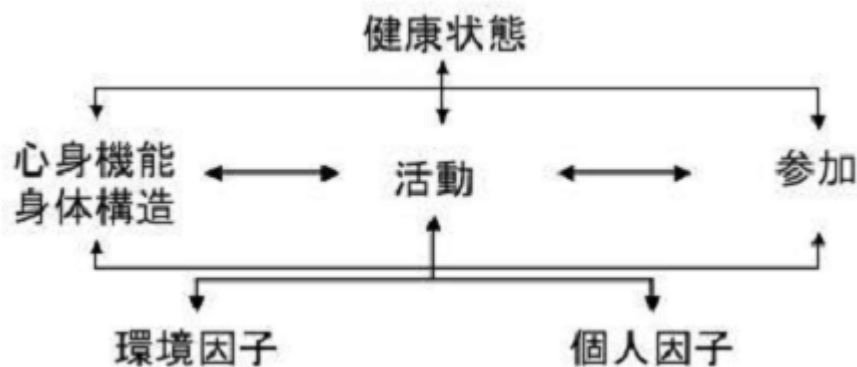 健康状態
心身機能
身体構造
活動
参加
環境因子
個人因子